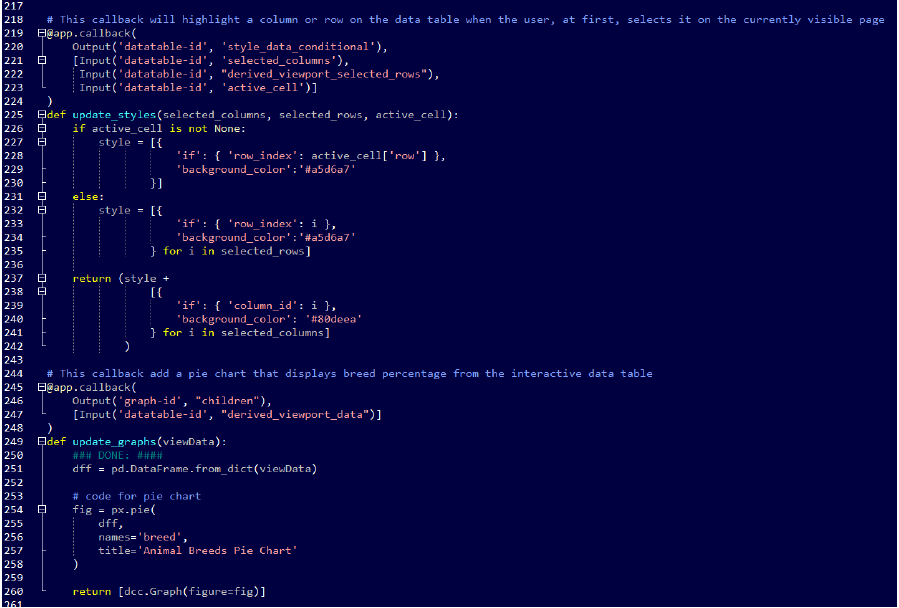 217
218 # This callback will highlight a column or row on the data table when the user, at first, selects it on the currently visible page
219 @app.callback(
220     Output('datatable-id', 'style_data_conditional'),
221     [Input('datatable-id', 'selected_columns'),
222      Input('datatable-id', "derived_viewport_selected_rows"),
223      Input('datatable-id', 'active_cell')]
224 )
225 def update_styles(selected_columns, selected_rows, active_cell):
226     if active_cell is not None:
227         style = [{
228                     'if': { 'row_index': active_cell['row'] },
229                     'background_color':'#a5d6a7'
230                 }]
231     else:
232         style = [{
233                     'if': { 'row_index': i },
234                     'background_color':'#a5d6a7'
235                 } for i in selected_rows]
236
237     return (style +
238                 [{
239                     'if': { 'column_id': i },
240                     'background_color': '#80deea'
241                 } for i in selected_columns]
242             )
243
244 # This callback add a pie chart that displays breed percentage from the interactive data table
245 @app.callback(
246     Output('graph-id', "children"),
247     [Input('datatable-id', "derived_viewport_data")]
248 )
249 def update_graphs(viewData):
250     ### DONE: ####
251     dff = pd.DataFrame.from_dict(viewData)
252
253     # code for pie chart
254     fig = px.pie(
255         dff,
256         names='breed',
257         title='Animal Breeds Pie Chart'
258     )
259
260     return [dcc.Graph(figure=fig)]
261